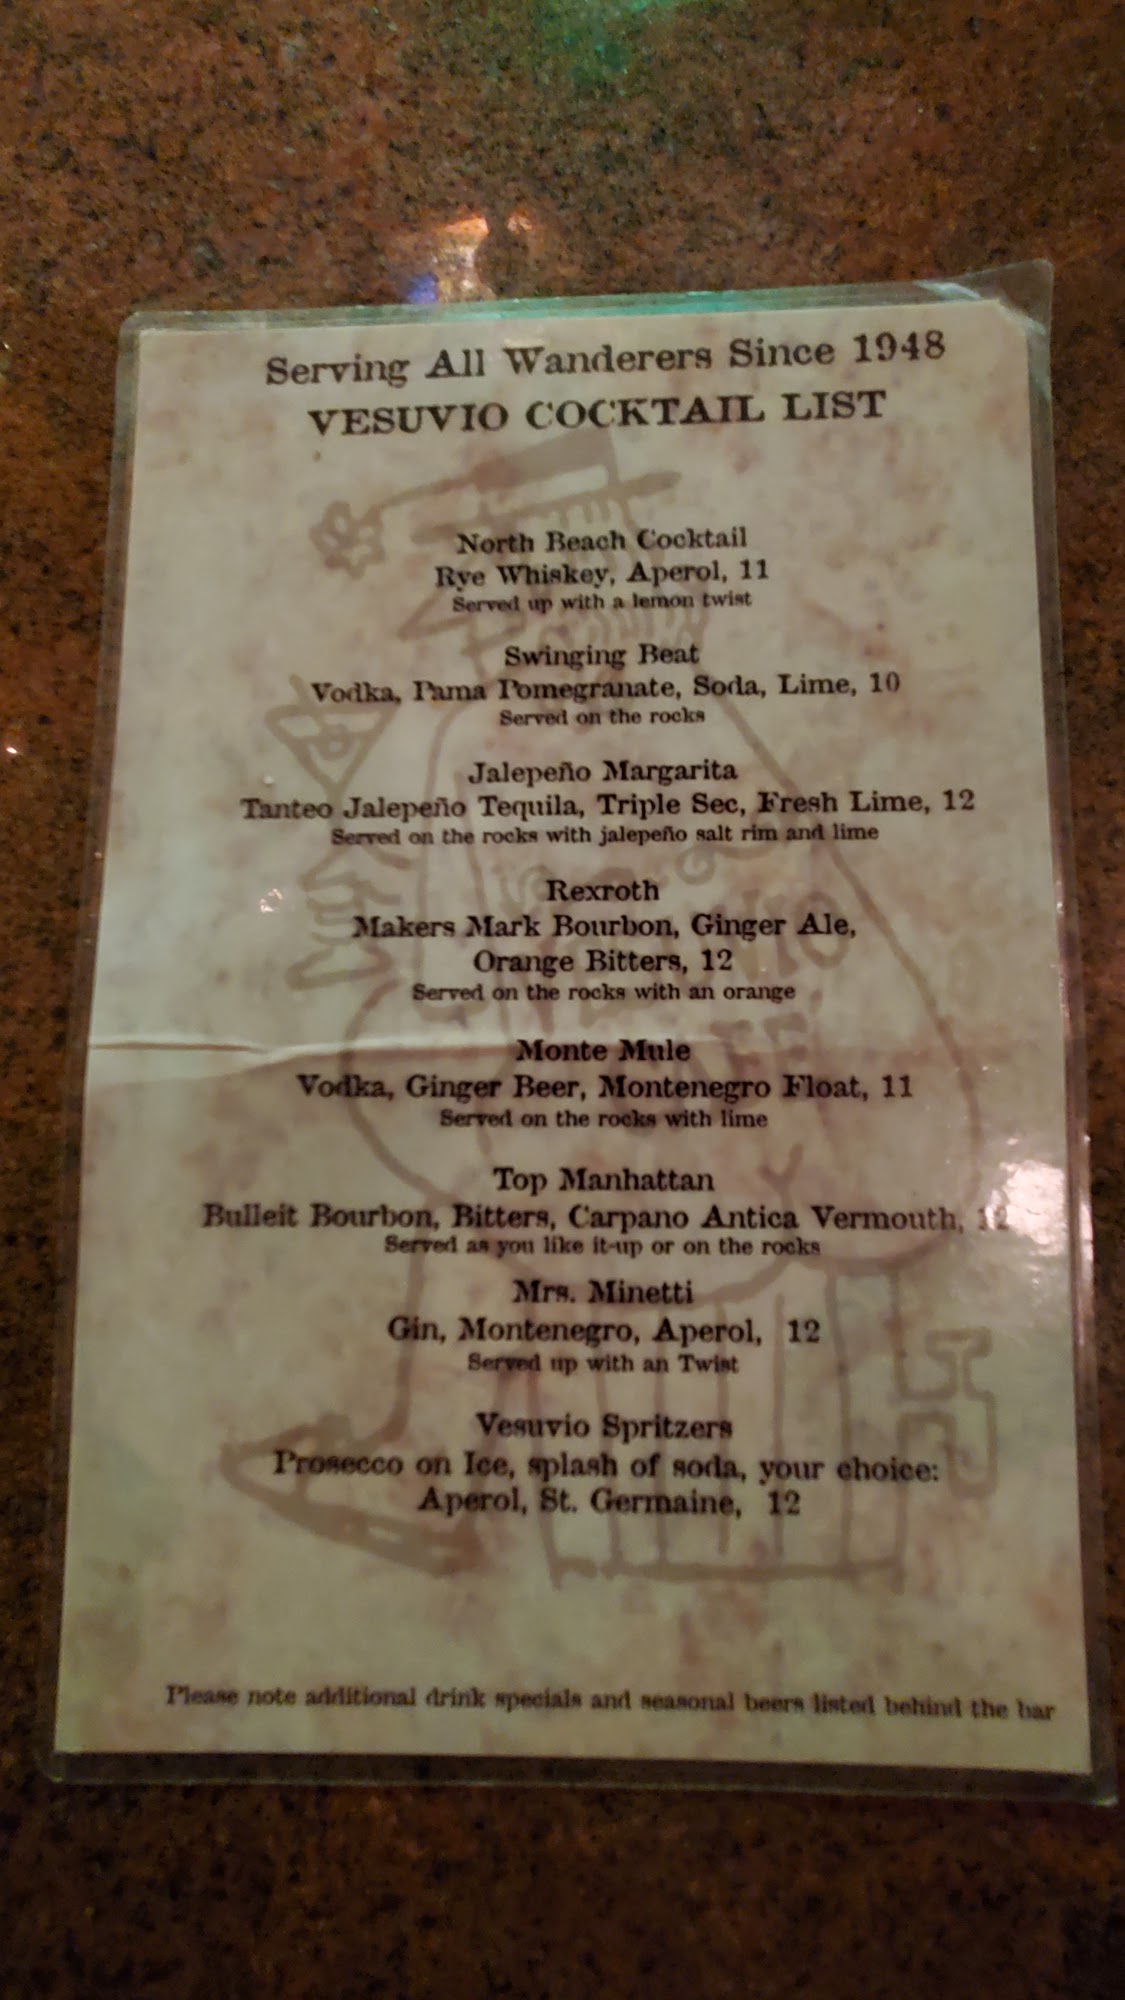 Serving All Wanderers Since 1948
VESUVIO COCKTAIL LIST
North Beach Cocktail
Rye Whiskey, Aperol, 11
Served up with a lemon twist
Swinging Beat
Vodka, Pama Pomegranate, Soda, Lime, 10
Served on the rocks
Jalepeño Margarita
Tanteo Jalepeño Tequila, Triple Sec, Fresh Lime, 12
Served on the rocks with jalepeño salt rim and lime
Rexroth
Makers Mark Bourbon, Ginger Ale,
Orange Bitters, 12
Served on the rocks with an orange
Monte Mule
Vodka, Ginger Beer, Montenegro Float, 11
Served on the rocks with lime
Top Manhattan
Bulleit Bourbon, Bitters, Carpano Antica Vermouth, 12
Served as you like it-up or on the rocks
Mrs. Minetti
Gin, Montenegro, Aperol, 12
Served up with an Twist
Vesuvio Spritzers
Prosecco on Ice, splash of soda, your choice:
Aperol, St. Germaine, 12
Please note additional drink specials and seasonal beers listed behind the bar